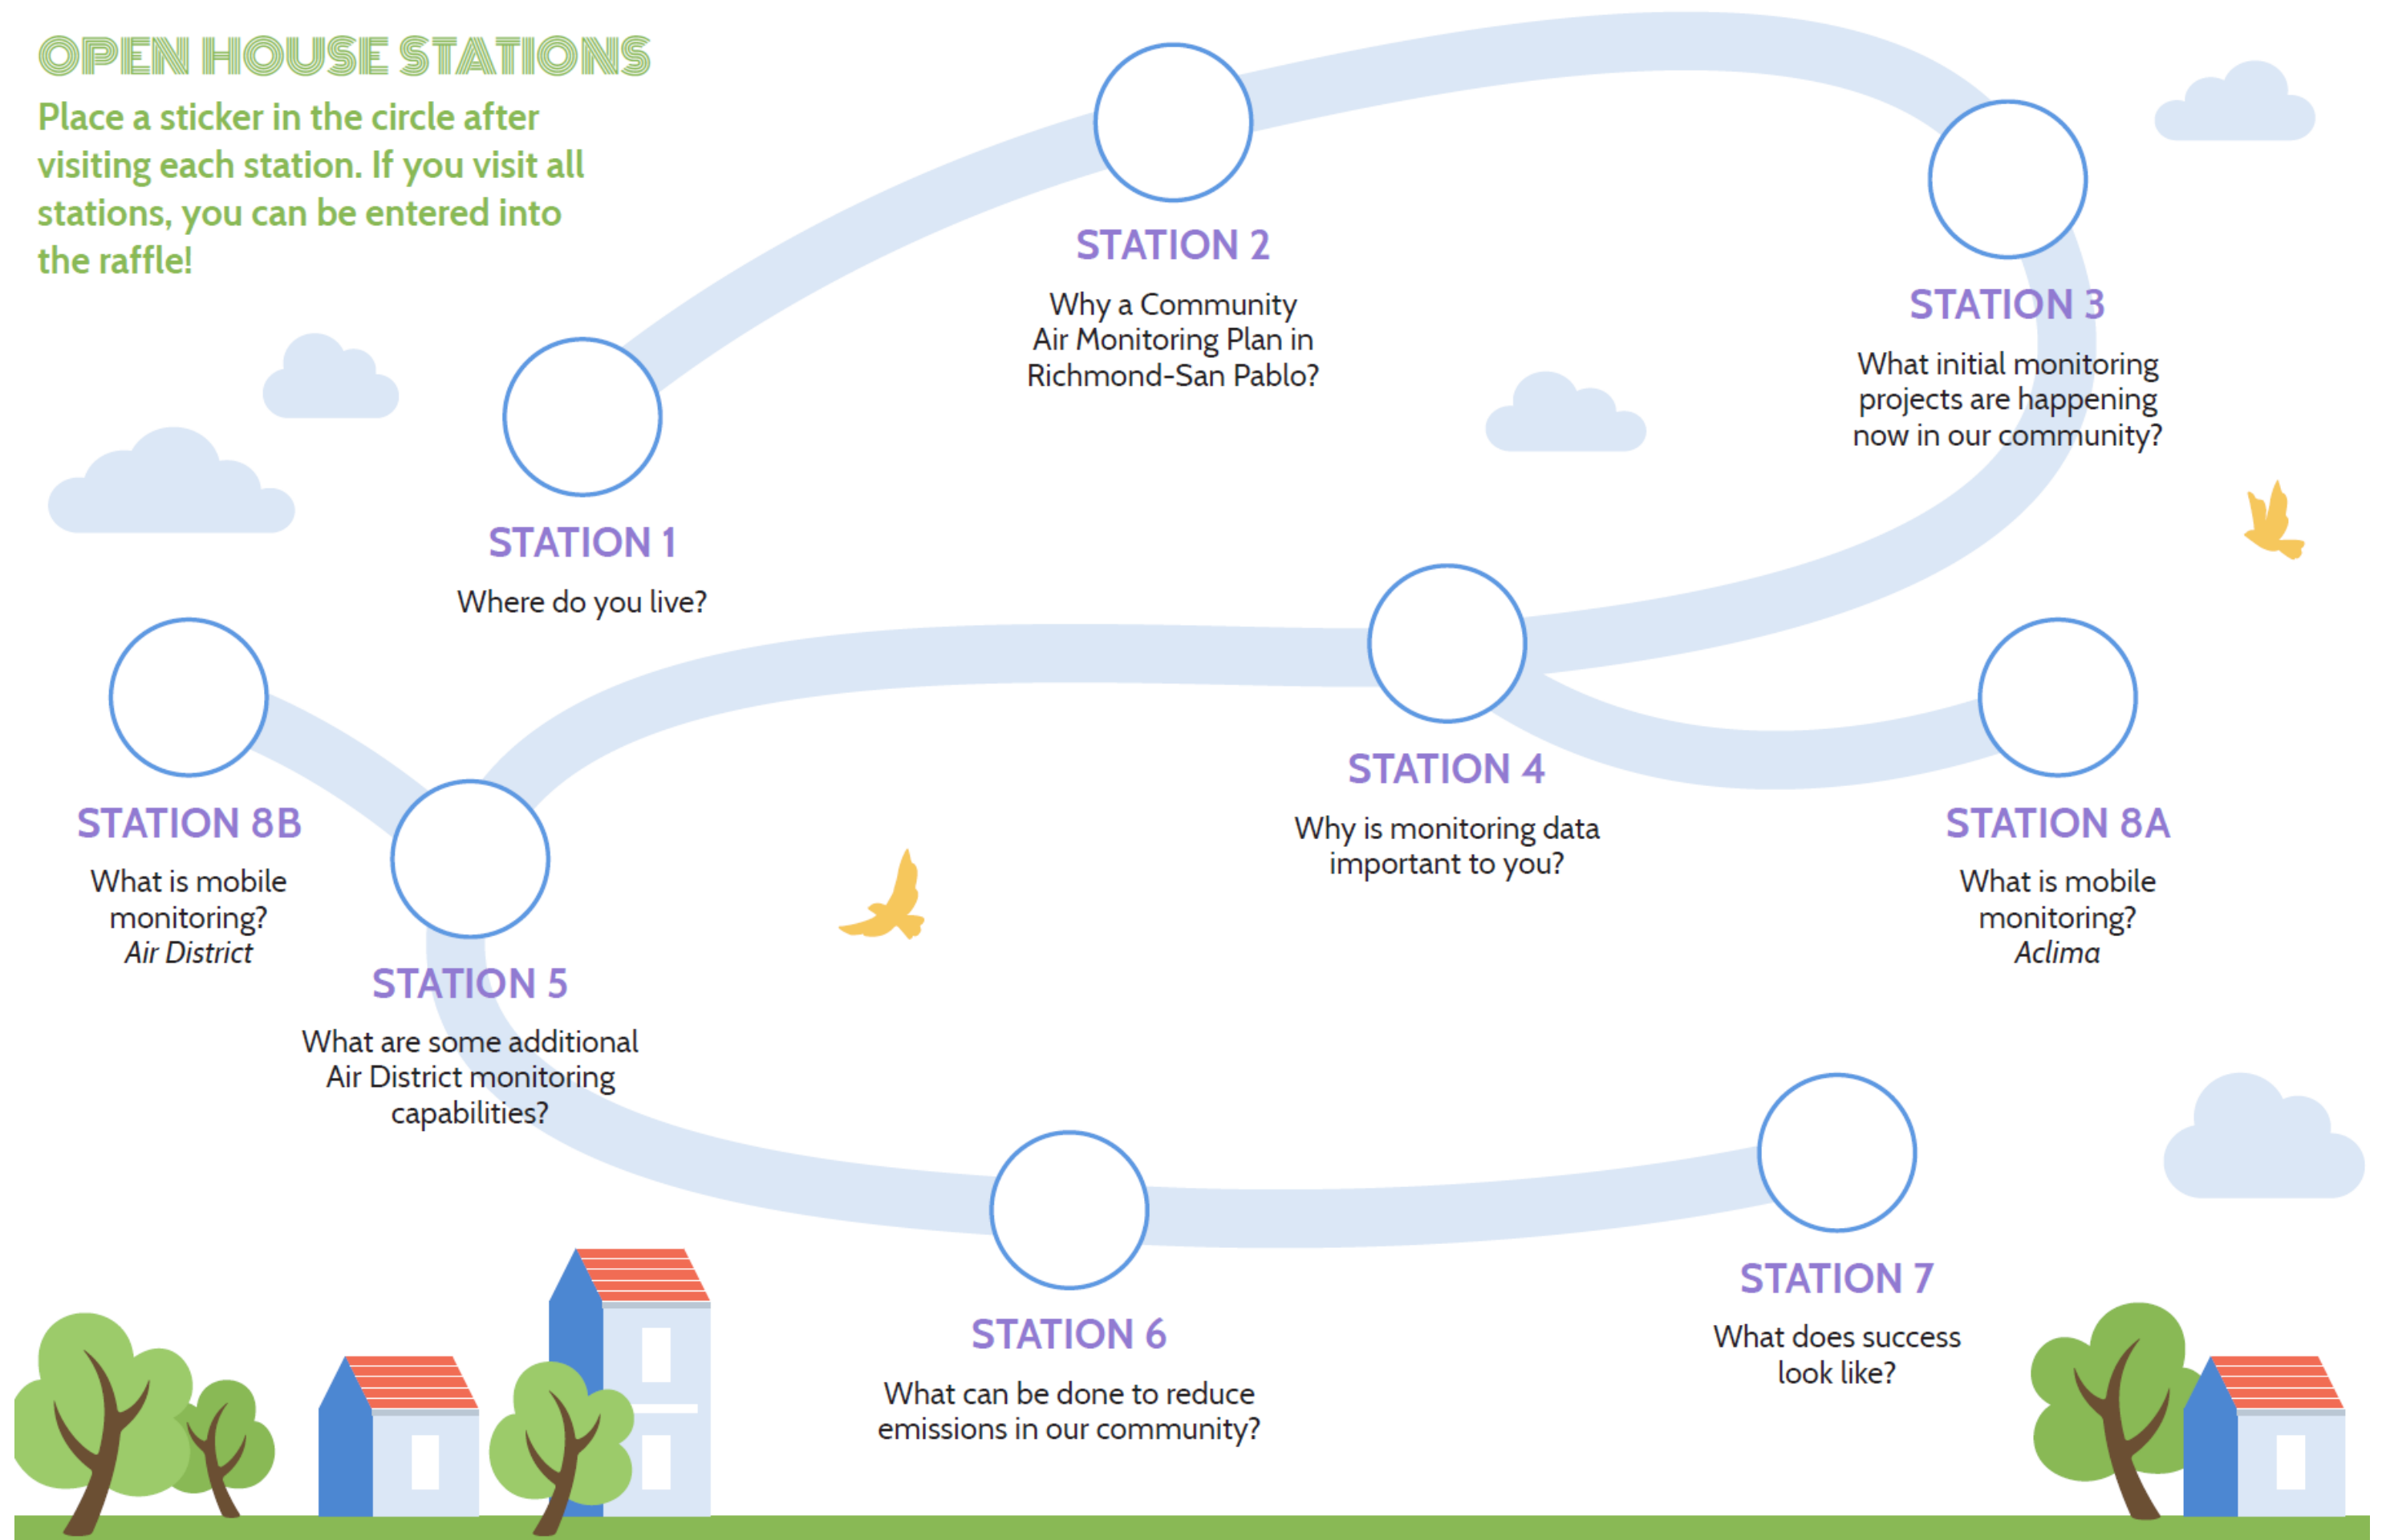 OPEN HOUSE STATIONS
Place a sticker in the circle after
visiting each station. If you visit all
stations, you can be entered into
the raffle!
STATION 1
Where do you live?
STATION 2
Why a Community
Air Monitoring Plan in
Richmond-San Pablo?
STATION 3
What initial monitoring
projects are happening
now in our community?
STATION 4
Why is monitoring data
important to you?
STATION 8A
What is mobile
monitoring?
Aclima
STATION 8B
What is mobile
monitoring?
Air District
STATION 5
What are some additional
Air District monitoring
capabilities?
STATION 6
What can be done to reduce
emissions in our community?
STATION 7
What does success
look like?